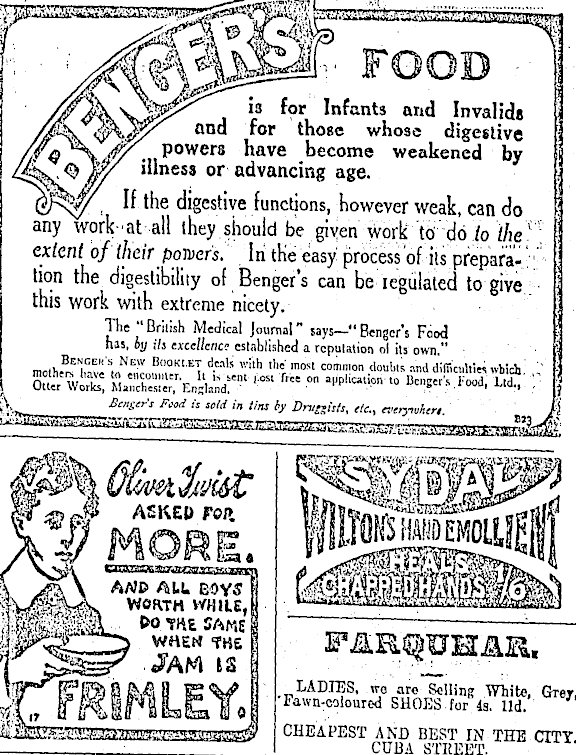 BENGER'S FOOD
is for Infants and Invalids
and for those whose digestive
powers have become weakened by
illness or advancing age.
If the digestive functions, however weak, can do
any work at all they should be given work to do to the
extent of their powers. In the easy process of its prepara-
tion the digestibility of Benger's can be regulated to give
this work with extreme nicety.
The "British Medical Journal" says—"Benger's Food
has, by its excellence established a reputation of its own."
BENGER'S NEW BOOKLET deals with the most common doubts and difficulties which
mothers have to encounter. It is sent post free on application to Benger's Food, Ltd.,
Otter Works, Manchester, England.
Benger's Food is sold in tins by Druggists, etc., everywhere.
B23
Oliver Twist
ASKED FOR
MORE.
AND ALL BOYS
WORTH WHILE,
DO THE SAME
WHEN THE
JAM IS
FRIMLEY.
17
SYDAL
WILTON'S HAND EMOLLIENT
HEALS
CHAPPED HANDS 1/6
FARQUHAR.
LADIES, we are Selling White, Grey,
Fawn-coloured SHOES for 4s. 11d.
CHEAPEST AND BEST IN THE CITY.
CUBA STREET.